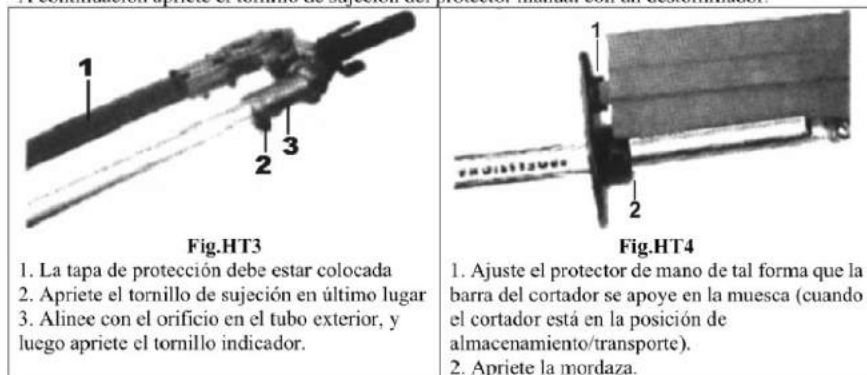 A continuación apriete el tornillo de sujeción del protector manual con un destornillador.
1
2
3
Fig.HT3
1. La tapa de protección debe estar colocada
2. Apriete el tornillo de sujeción en último lugar
3. Alinee con el orificio en el tubo exterior, y
luego apriete el tornillo indicador.
1
2
Fig.HT4
1. Ajuste el protector de mano de tal forma que la
barra del cortador se apoye en la muesca (cuando
el cortador está en la posición de
almacenamiento/transporte).
2. Apriete la mordaza.